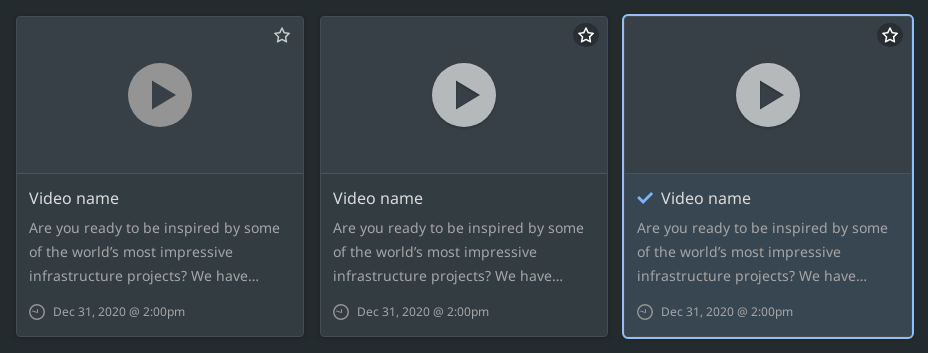 Video name
Are you ready to be inspired by some
of the world’s most impressive
infrastructure projects? We have...
Dec 31, 2020 @ 2:00pm
Video name
Are you ready to be inspired by some
of the world’s most impressive
infrastructure projects? We have...
Dec 31, 2020 @ 2:00pm
Video name
Are you ready to be inspired by some
of the world’s most impressive
infrastructure projects? We have...
Dec 31, 2020 @ 2:00pm